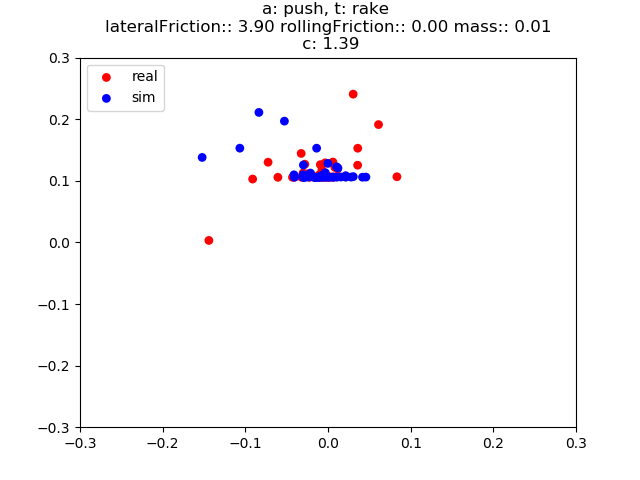 a: push, t: rake
lateralFriction:: 3.90 rollingFriction:: 0.00 mass:: 0.01
c: 1.39
real
sim
0.3
0.2
0.1
0.0
−0.1
−0.2
−0.3
−0.3
−0.2
−0.1
0.0
0.1
0.2
0.3